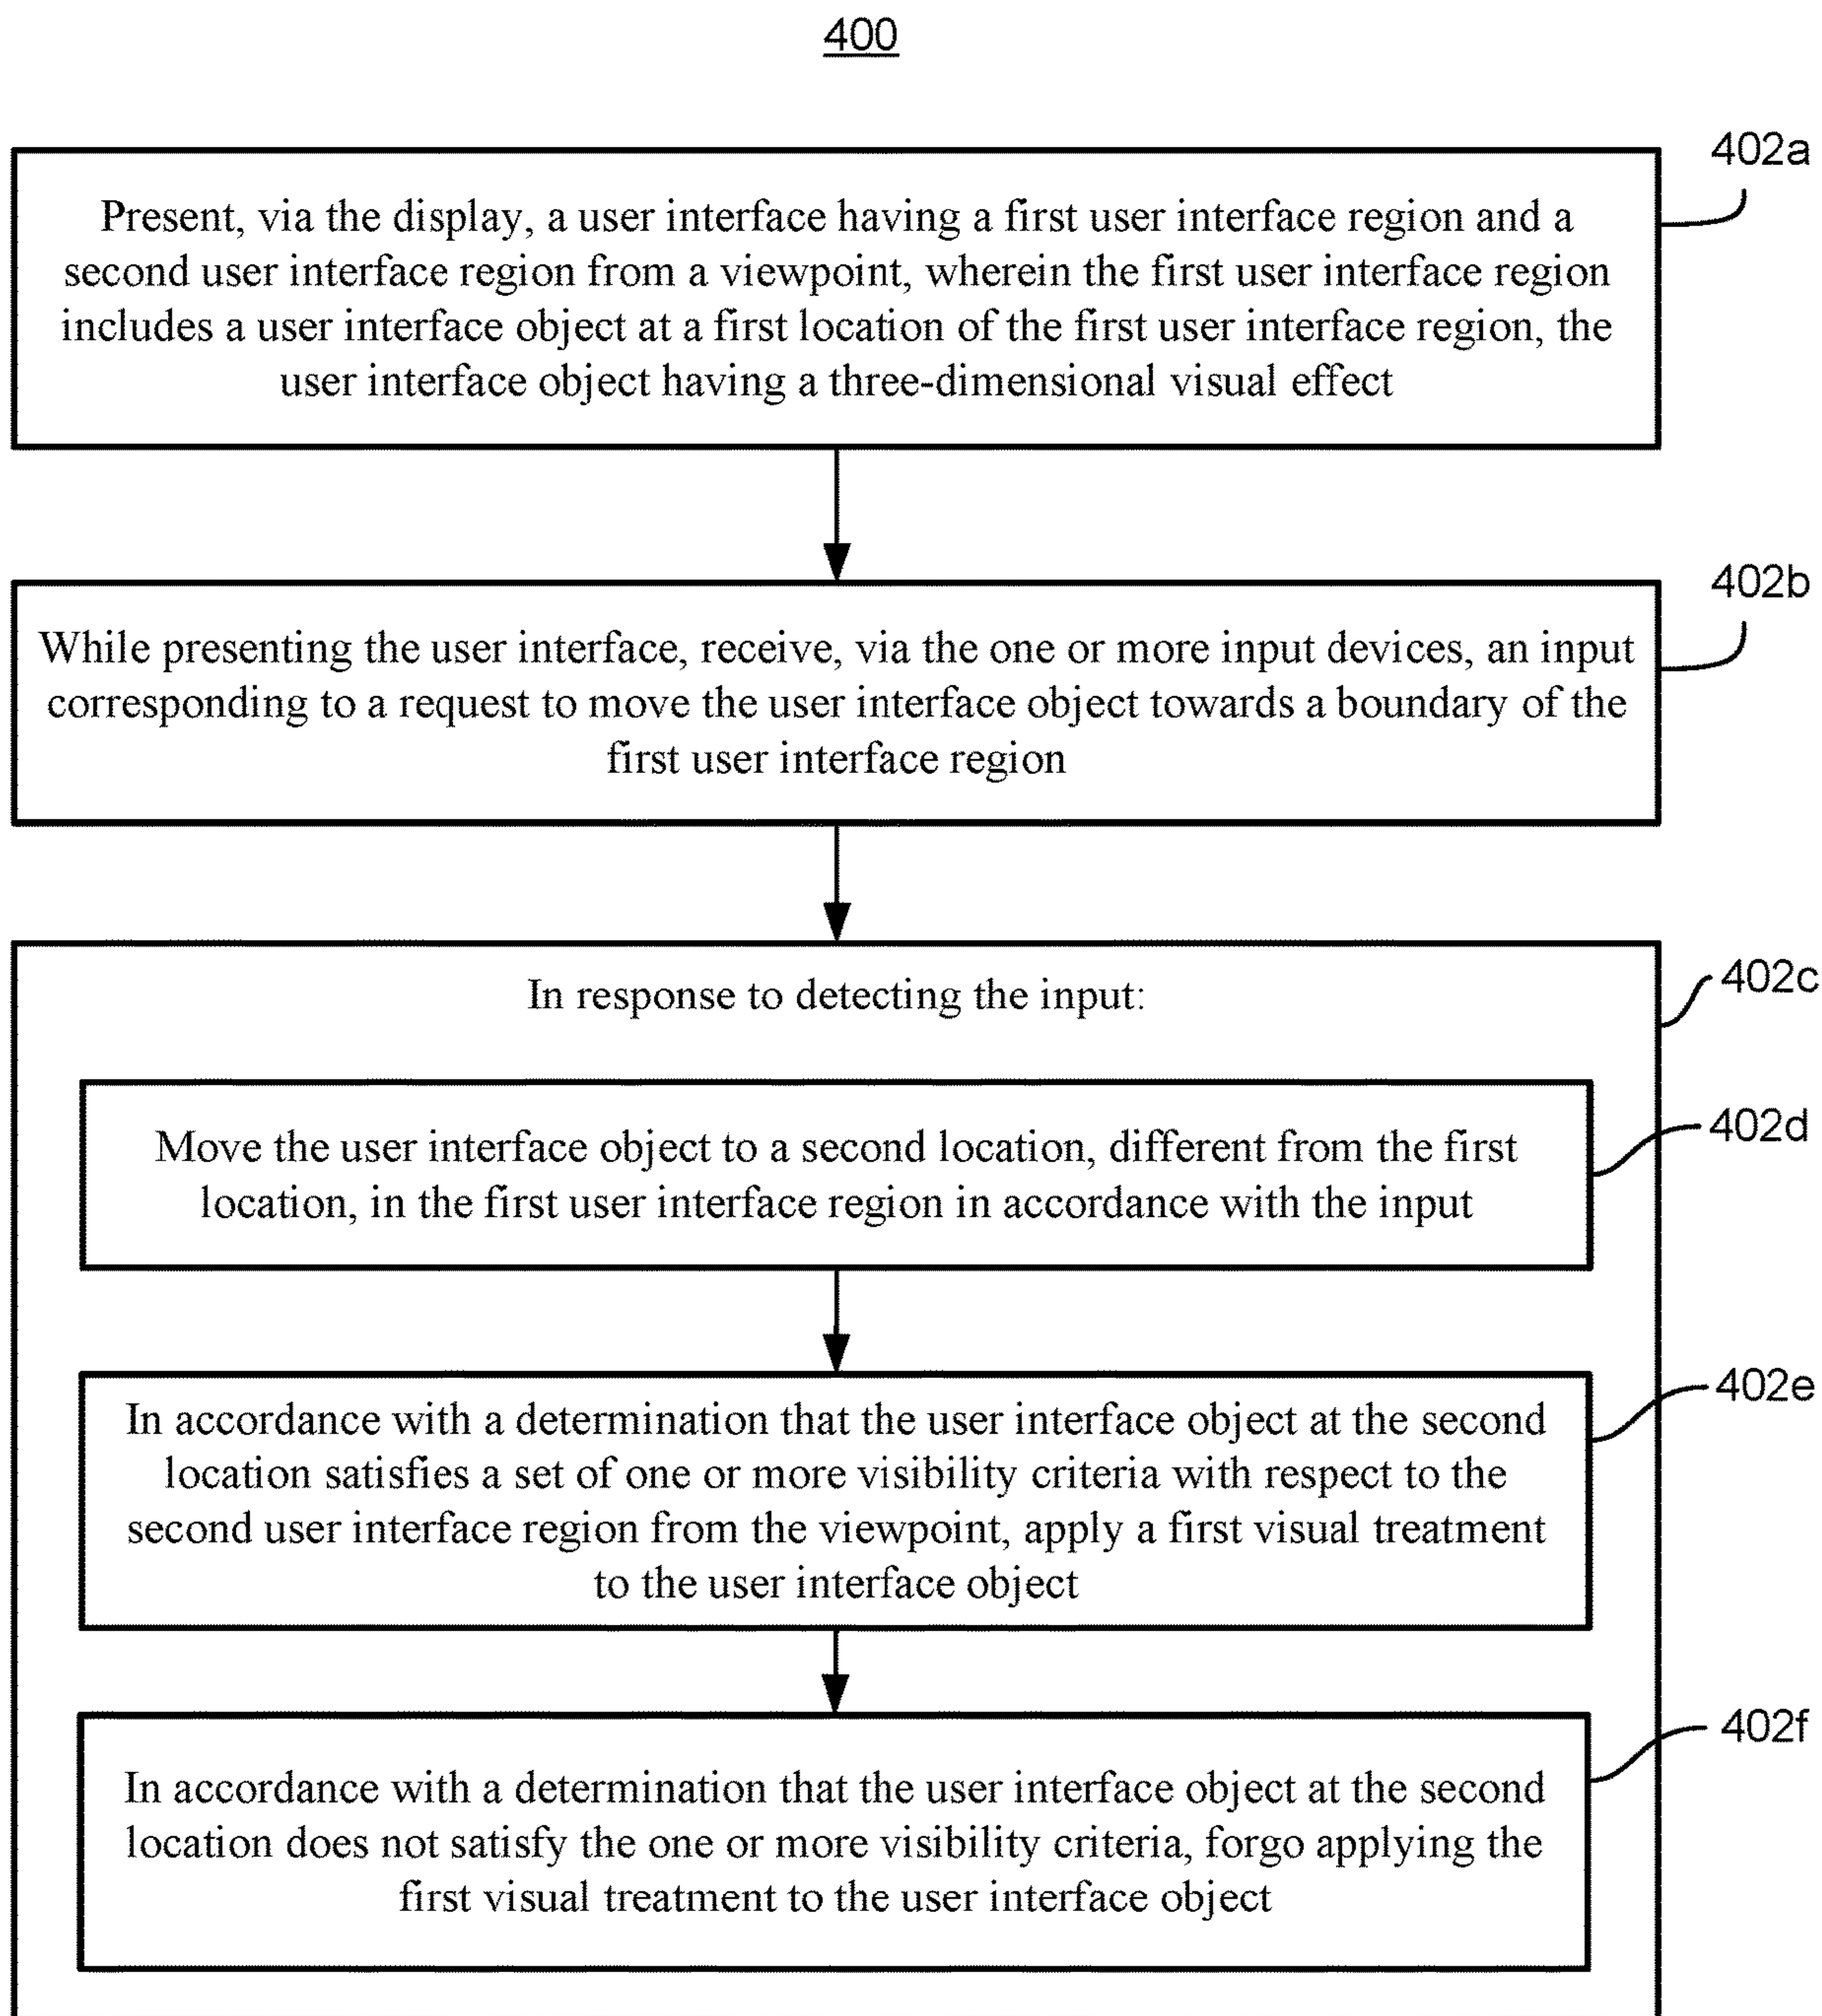 400
402a
Present, via the display, a user interface having a first user interface region and a
second user interface region from a viewpoint, wherein the first user interface region
includes a user interface object at a first location of the first user interface region, the
user interface object having a three-dimensional visual effect
402b
While presenting the user interface, receive, via the one or more input devices, an input
corresponding to a request to move the user interface object towards a boundary of the
first user interface region
402c
In response to detecting the input:
402d
Move the user interface object to a second location, different from the first
location, in the first user interface region in accordance with the input
402e
In accordance with a determination that the user interface object at the second
location satisfies a set of one or more visibility criteria with respect to the
second user interface region from the viewpoint, apply a first visual treatment
to the user interface object
402f
In accordance with a determination that the user interface object at the second
location does not satisfy the one or more visibility criteria, forgo applying the
first visual treatment to the user interface object